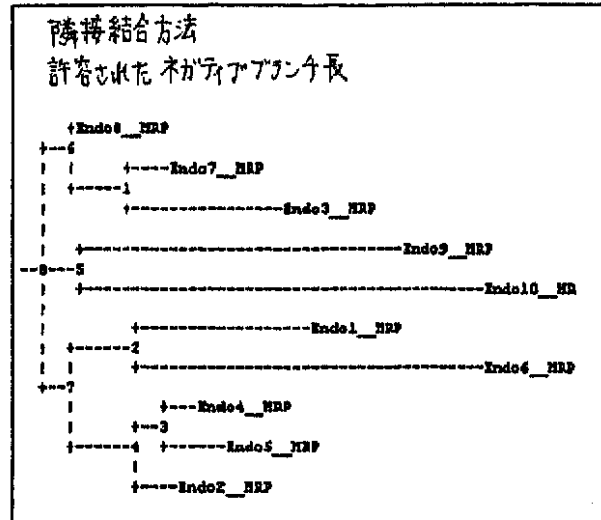 隣接結合方法
許容された ネガティブブランチ長
+Endo8__MRP
+--6
! ! +----Endo7__MRP
! +------1
! +-----------------Endo3__MRP
! +-----------------------------------Endo9__MRP
--8---5
! +--------------------------------------------Endo10__MR
! +-------------------Endo1__MRP
! +------2
! ! +--------------------------------------Endo6__MRP
+--7
! +---Endo4__MRP
! +--3
+------4 +------Endo5__MRP
!
+----Endo2__MRP